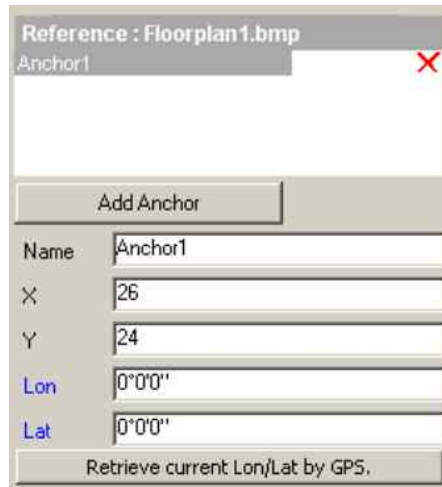 Reference : Floorplan1.bmp
Anchor1
Add Anchor
Name Anchor1
X 26
Y 24
Lon 0°0'0''
Lat 0°0'0''
Retrieve current Lon/Lat by GPS.